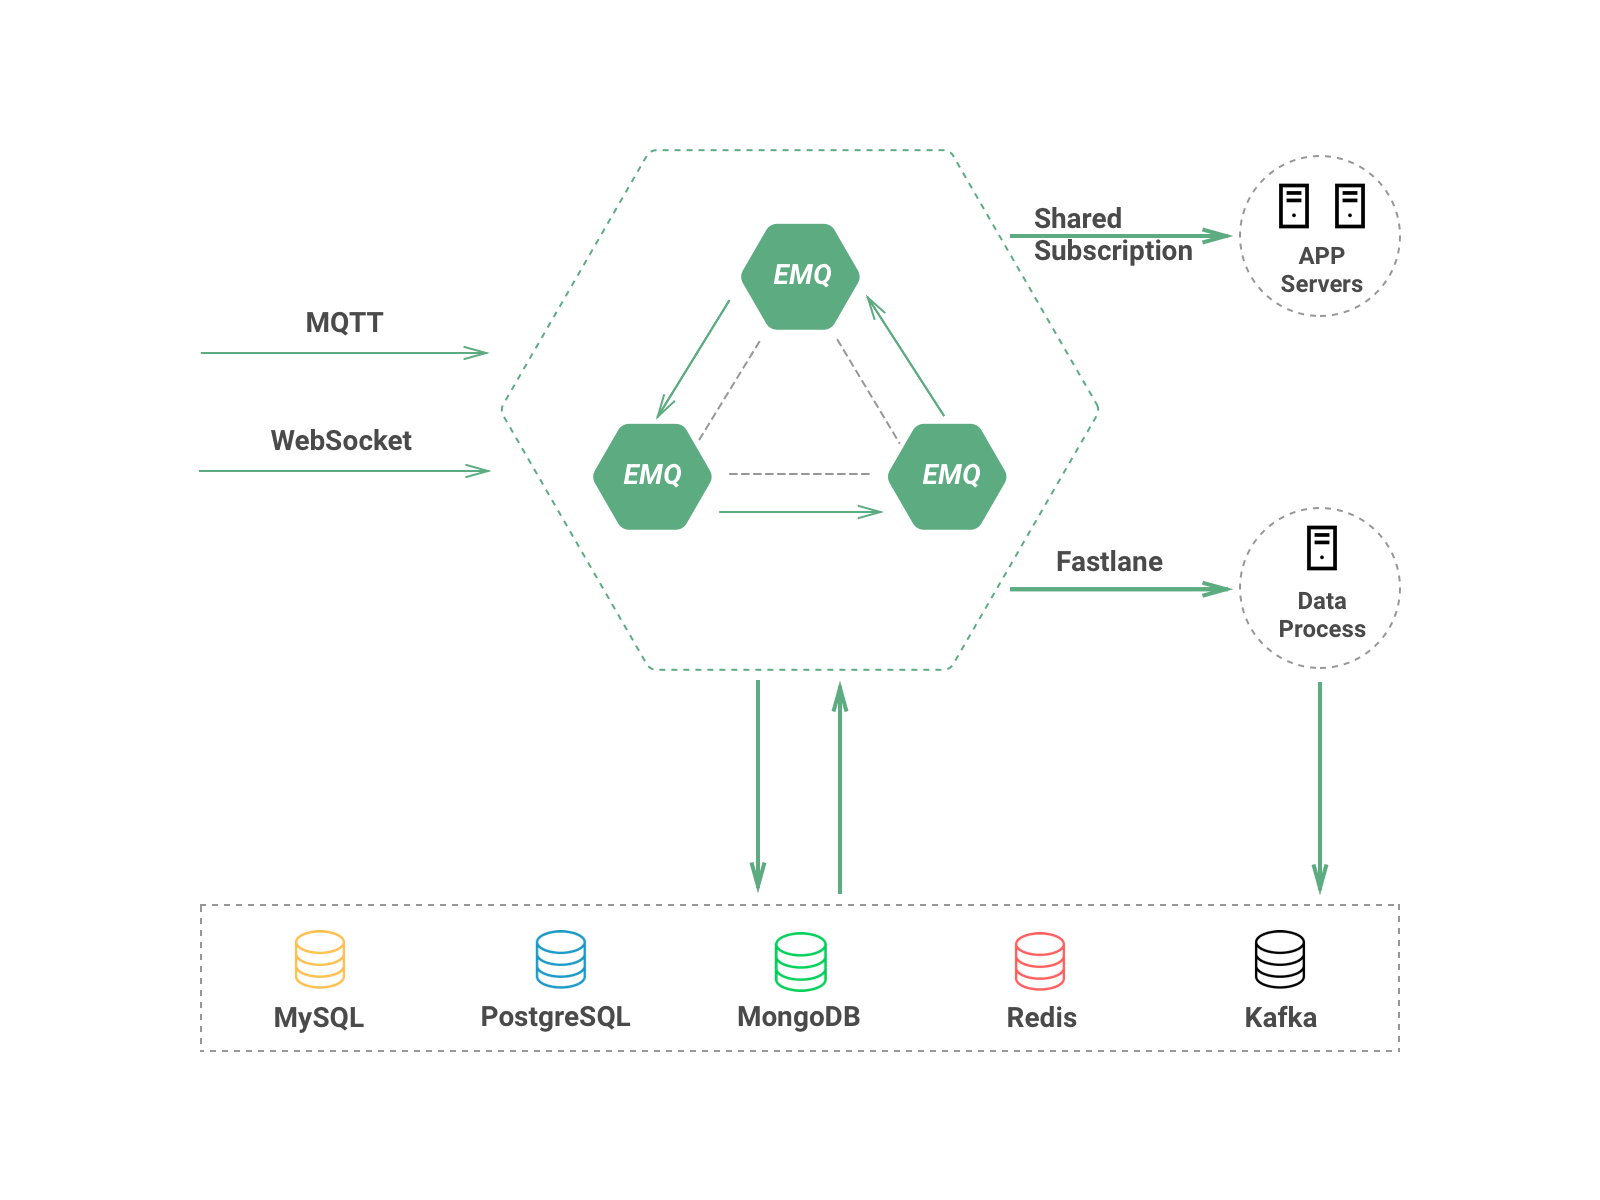 Shared
Subscription
APP
Servers
EMQ
MQTT
WebSocket
EMQ
EMQ
Fastlane
Data
Process
MySQL
PostgreSQL
MongoDB
Redis
Kafka